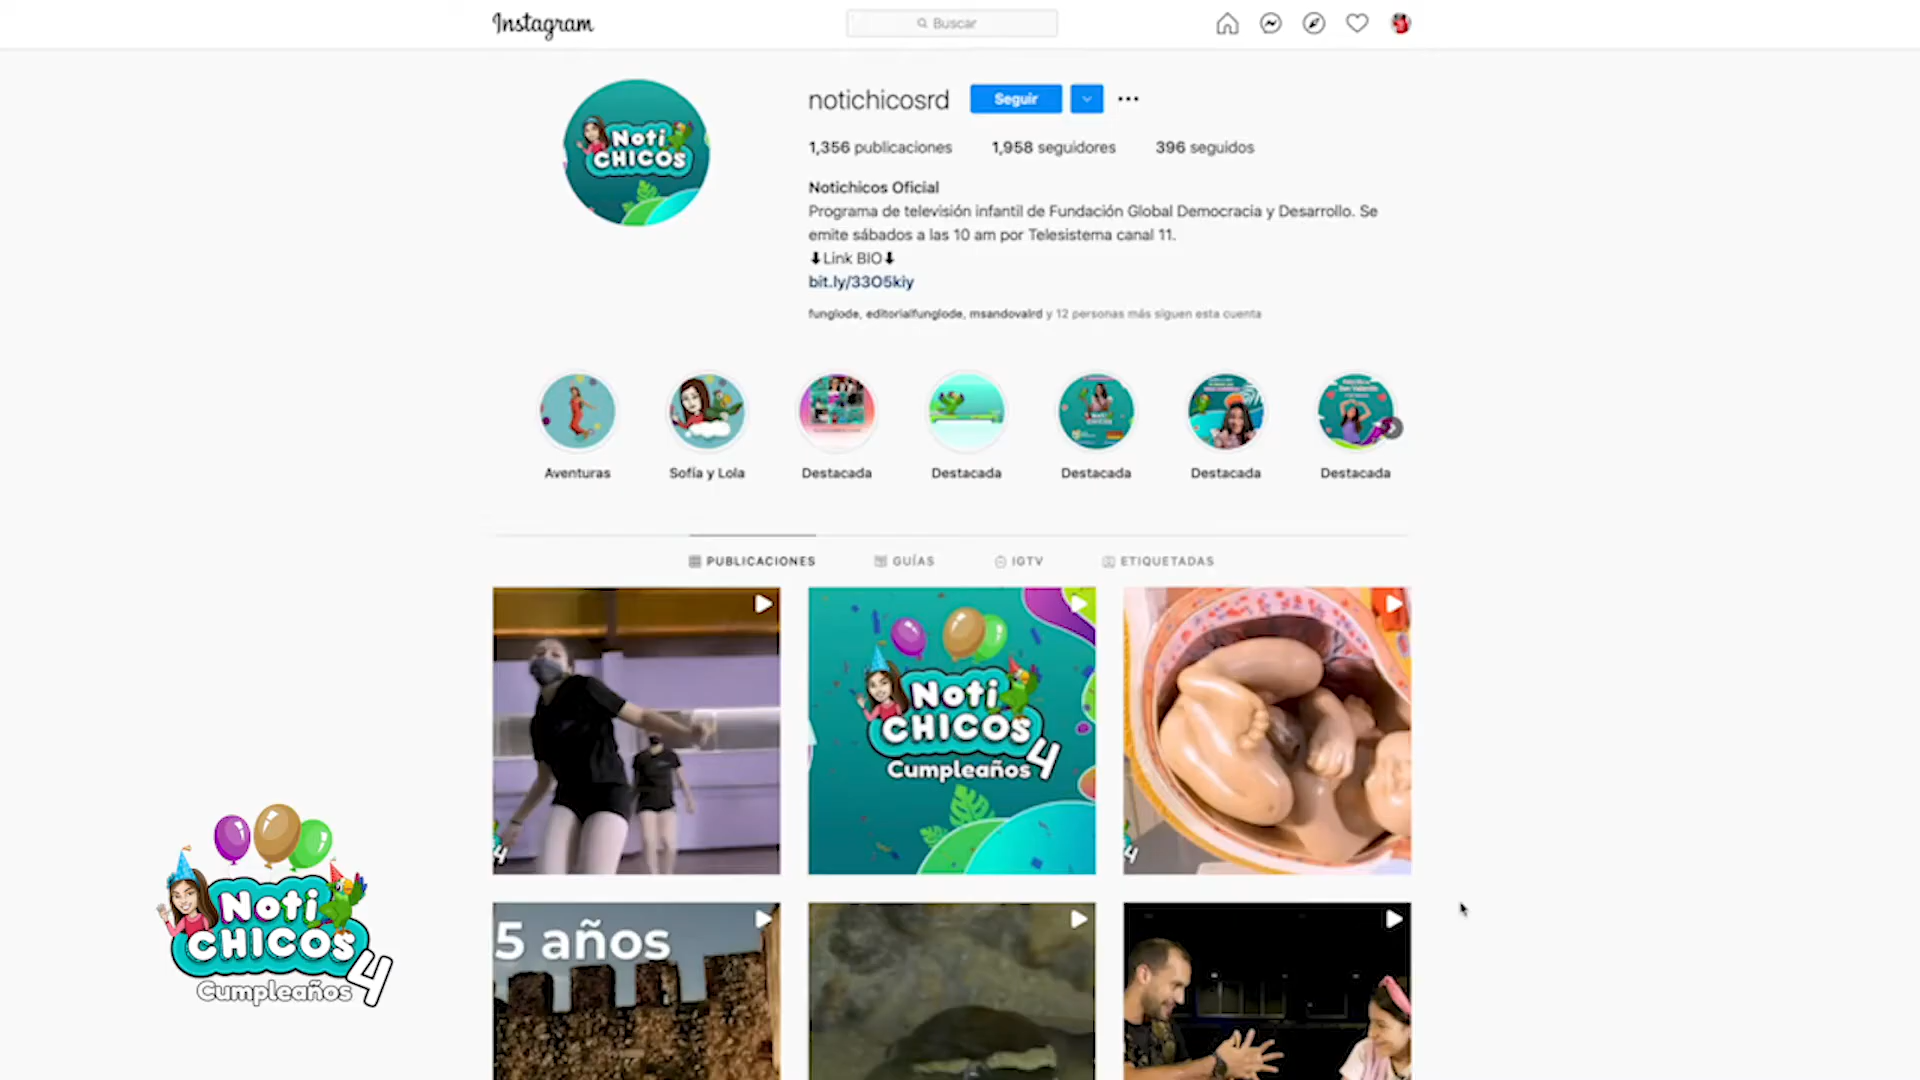 Instagram
Buscar
notichicosrd
Seguir
1,356 publicaciones
1,958 seguidores
396 seguidos
Noti
CHICOS
Notichicos Oficial
Programa de televisión infantil de Fundación Global Democracia y Desarrollo. Se
emite sábados a las 10 am por Telesistema canal 11.
⬇Link BIO⬇
bit.ly/33O5kiy
funglode, editorialfunglode, msandovalrd y 12 personas más siguen esta cuenta
Aventuras
Sofía y Lola
Destacada
Destacada
Destacada
Destacada
Destacada
PUBLICACIONES
GUÍAS
IGTV
ETIQUETADAS
Noti
CHICOS
4
Cumpleaños
4
4
5 años
Noti
CHICOS
4
Cumpleaños